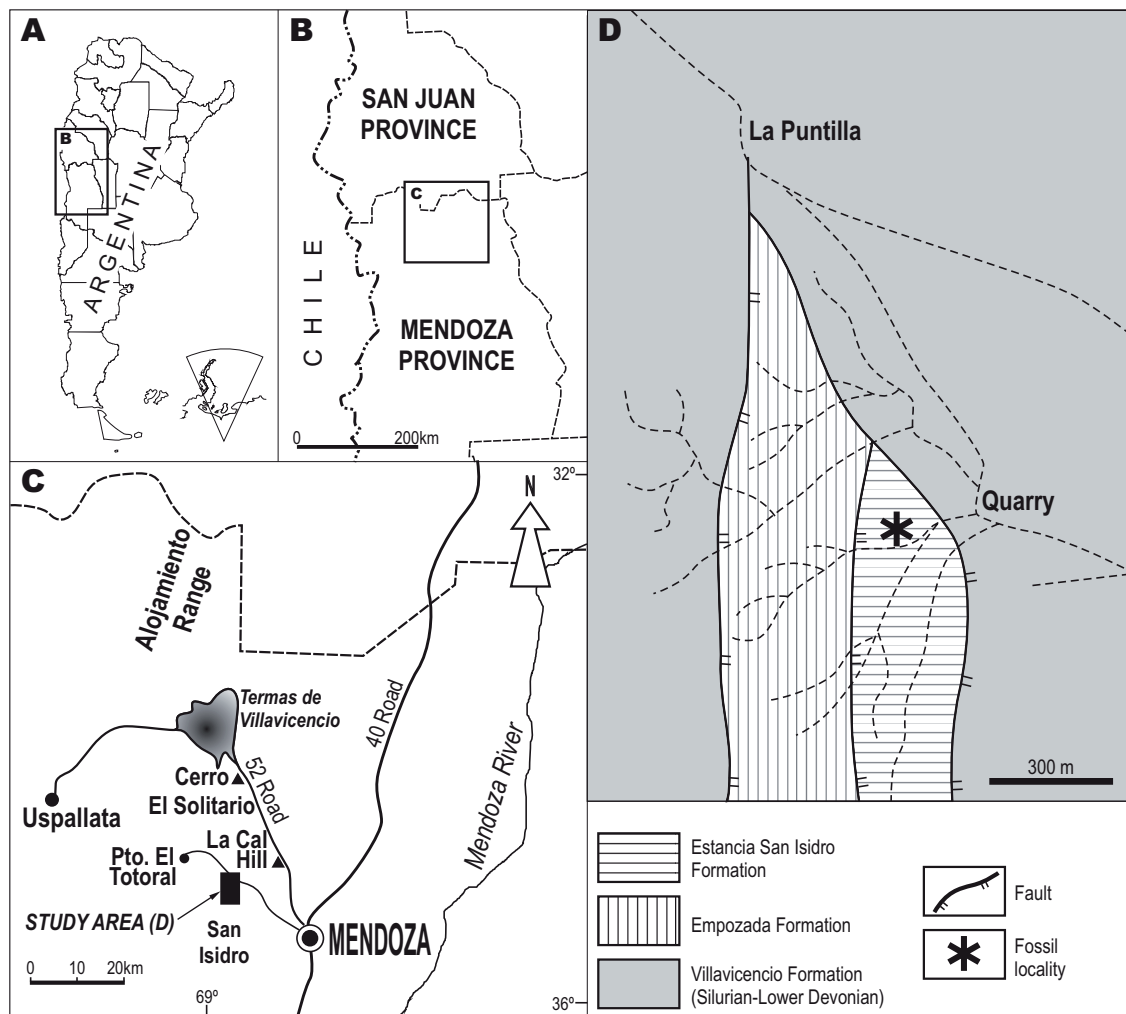 A
B
ARGENTINA
B
SAN JUAN
PROVINCE
C
CHILE
MENDOZA
PROVINCE
0 200km
C
32º
N
Alojamiento
Range
Termas de
Villavicencio
40 Road
52 Road
Mendoza River
Cerro
El Solitario
Uspallata
La Cal
Hill
Pto. El
Totoral
STUDY AREA (D)
San
Isidro
MENDOZA
0 10 20km
69º
36º
D
La Puntilla
Quarry
300 m
Estancia San Isidro
Formation
Empozada Formation
Villavicencio Formation
(Silurian-Lower Devonian)
Fault
Fossil
locality